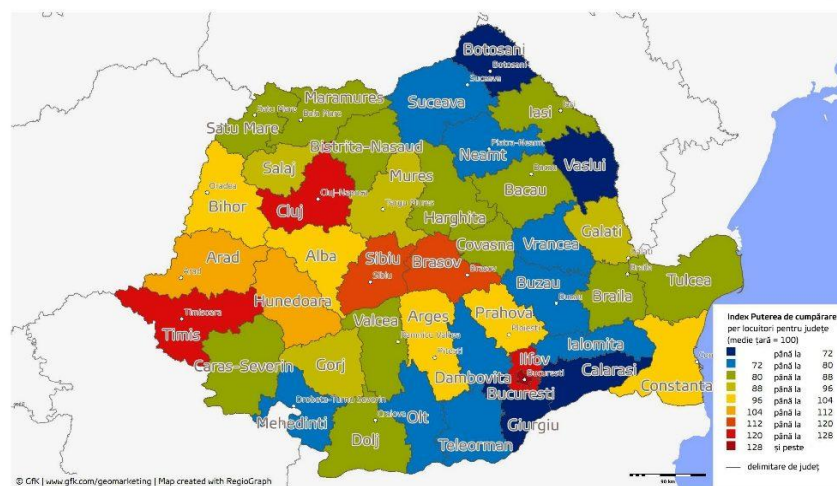 Botosani
Botosani
Suceava
Suceava
Satu Mare
Maramures
Baia Mare
Satu Mare
Iasi
Iasi
Bistrita-Nasaud
Piatra-Neamt
Neamt
Salaj
Vaslui
Oradea
Bihor
Cluj-Napoca
Cluj
Mures
Targu Mures
Bacau
Bacau
Harghita
Alba
Covasna
Vrancea
Galati
Arad
Arad
Sibiu
Sibiu
Brasov
Brasov
Hunedoara
Timisoara
Timis
Buzau
Buzau
Braila
Braila
Tulcea
Valcea
Ramnicu Valcea
Arges
Pitesti
Prahova
Ploiesti
Caras-Severin
Gorj
Dambovita
Ialomita
Ilfov
Bucuresti
Bucuresti
Calarasi
Constanta
Drobeta-Turnu Severin
Mehedinti
Craiova
Dolj
Olt
Teleorman
Giurgiu
Index Puterea de cumpărare
per locuitori pentru județe
(medie țară = 100)
până la 72
72 până la 80
80 până la 88
88 până la 96
96 până la 104
104 până la 112
112 până la 120
120 până la 128
128 și peste
delimitare de județ
50 km
© GfK | www.gfk.com/geomarketing | Map created with RegioGraph